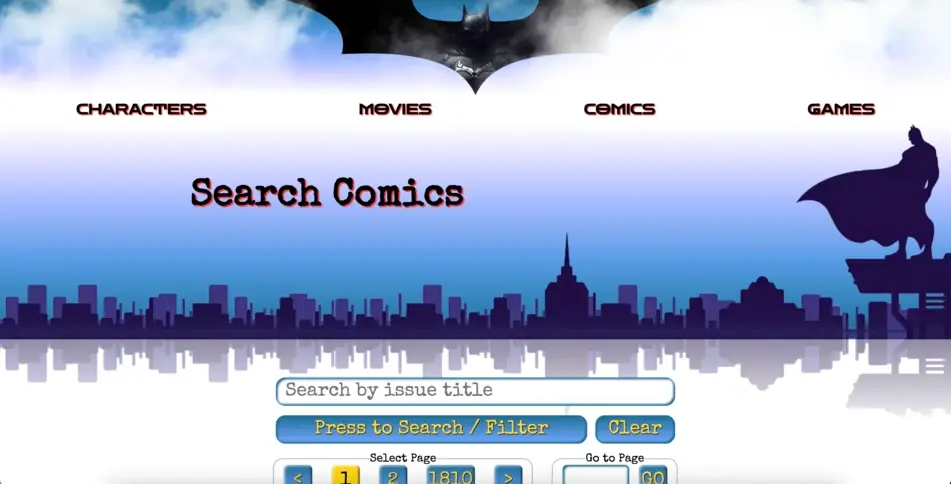 CHARACTERS MOVIES COMICS GAMES
Search Comics
Search by issue title
Press to Search / Filter Clear
Select Page Go to Page
< 1 2 1810 > GO